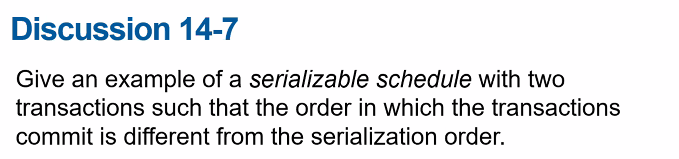 Discussion 14-7
Give an example of a serializable schedule with two
transactions such that the order in which the transactions
commit is different from the serialization order.